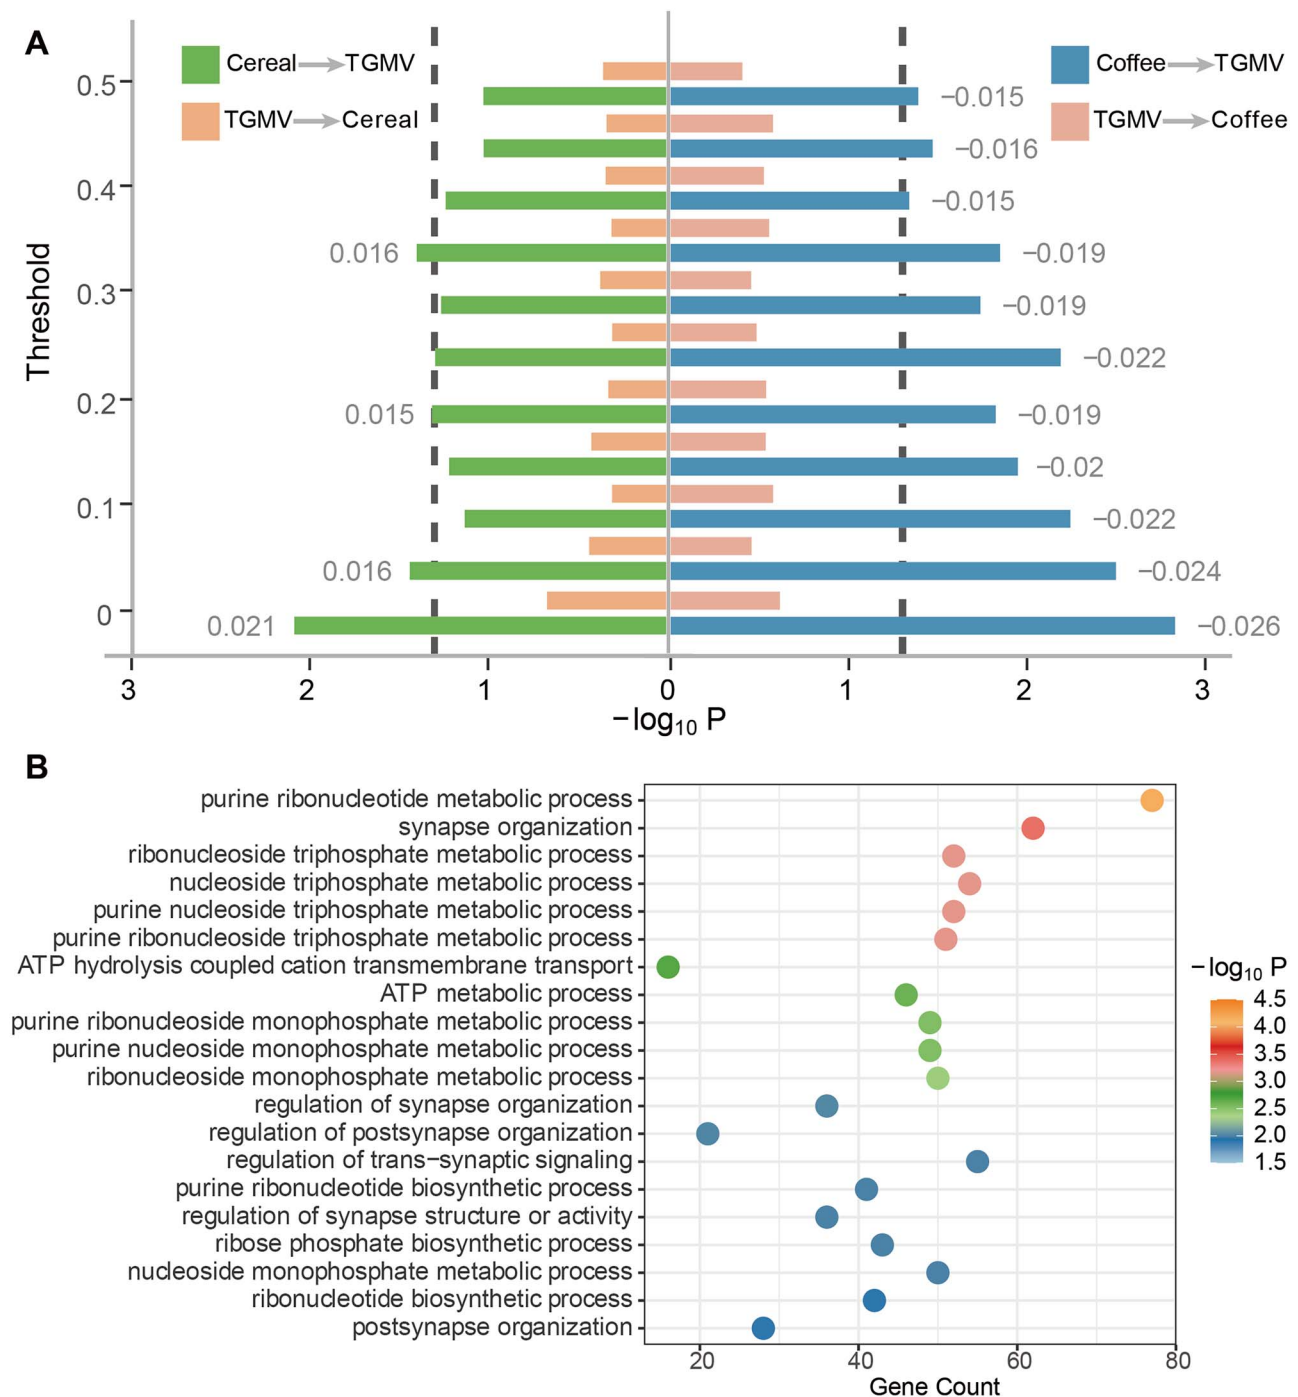 A
Cereal TGMV
TGMV Cereal
Coffee TGMV
TGMV Coffee
Threshold
0.5
0.4
0.3
0.2
0.1
0
−0.015
−0.016
−0.015
0.016 −0.019
−0.019
−0.022
0.015 −0.019
−0.02
−0.022
0.016 −0.024
0.021 −0.026
3 2 1 0 1 2 3
−log10 P
B
purine ribonucleotide metabolic process
synapse organization
ribonucleoside triphosphate metabolic process
nucleoside triphosphate metabolic process
purine nucleoside triphosphate metabolic process
purine ribonucleoside triphosphate metabolic process
ATP hydrolysis coupled cation transmembrane transport
ATP metabolic process
purine ribonucleoside monophosphate metabolic process
purine nucleoside monophosphate metabolic process
ribonucleoside monophosphate metabolic process
regulation of synapse organization
regulation of postsynapse organization
regulation of trans−synaptic signaling
purine ribonucleotide biosynthetic process
regulation of synapse structure or activity
ribose phosphate biosynthetic process
nucleoside monophosphate metabolic process
ribonucleotide biosynthetic process
postsynapse organization
20 40 60 80
Gene Count
−log10 P
4.5
4.0
3.5
3.0
2.5
2.0
1.5